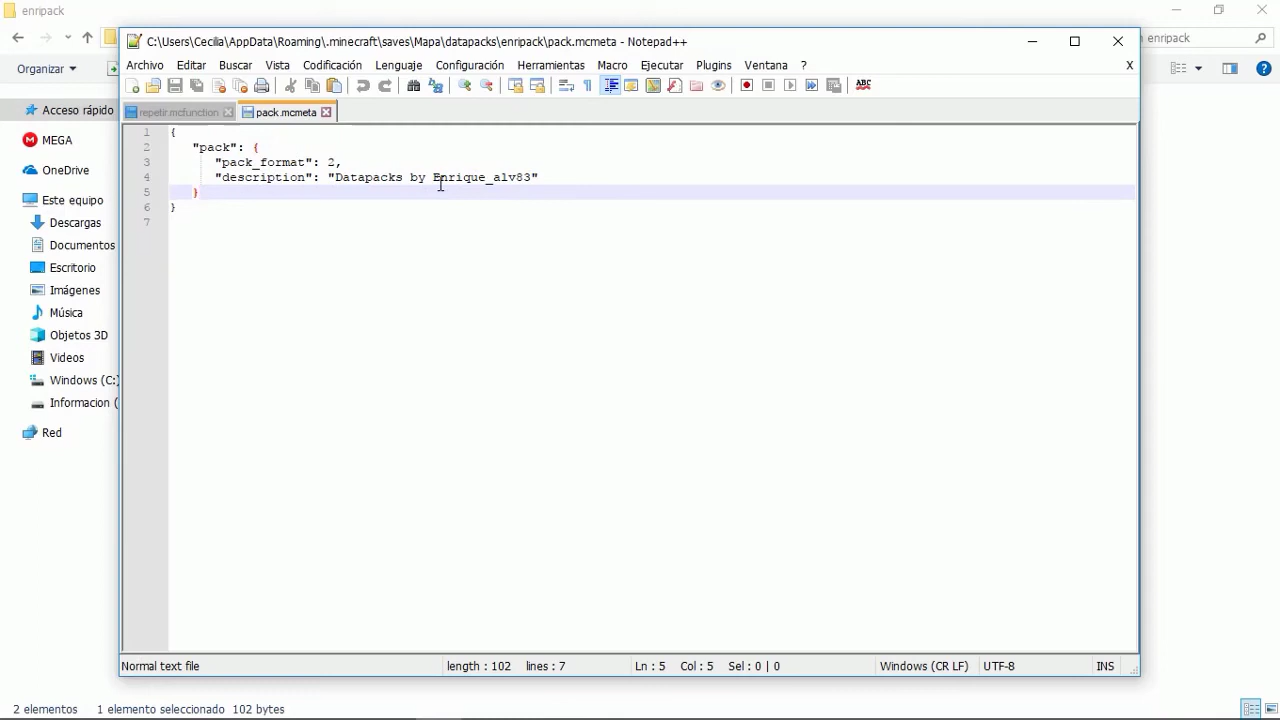 enripack
C:\Users\Cecilia\AppData\Roaming\.minecraft\saves\Mapa\datapacks\enripack\pack.mcmeta - Notepad++
enripack
Archivo Editar Buscar Vista Codificación Lenguaje Configuración Herramientas Macro Ejecutar Plugins Ventana ? X
Organizar
ABC
repetir.mcfunction pack.mcmeta
Acceso rápido
MEGA
OneDrive
Este equipo
Descargas
Documentos
Escritorio
Imágenes
Música
Objetos 3D
Videos
Windows (C:)
Informacion (
Red
1 {
2 "pack": {
3 "pack_format": 2,
4 "description": "Datapacks by Enrique_alv83"
5 }
6 }
7
Normal text file length : 102 lines : 7 Ln : 5 Col : 5 Sel : 0 | 0 Windows (CR LF) UTF-8 INS
2 elementos 1 elemento seleccionado 102 bytes